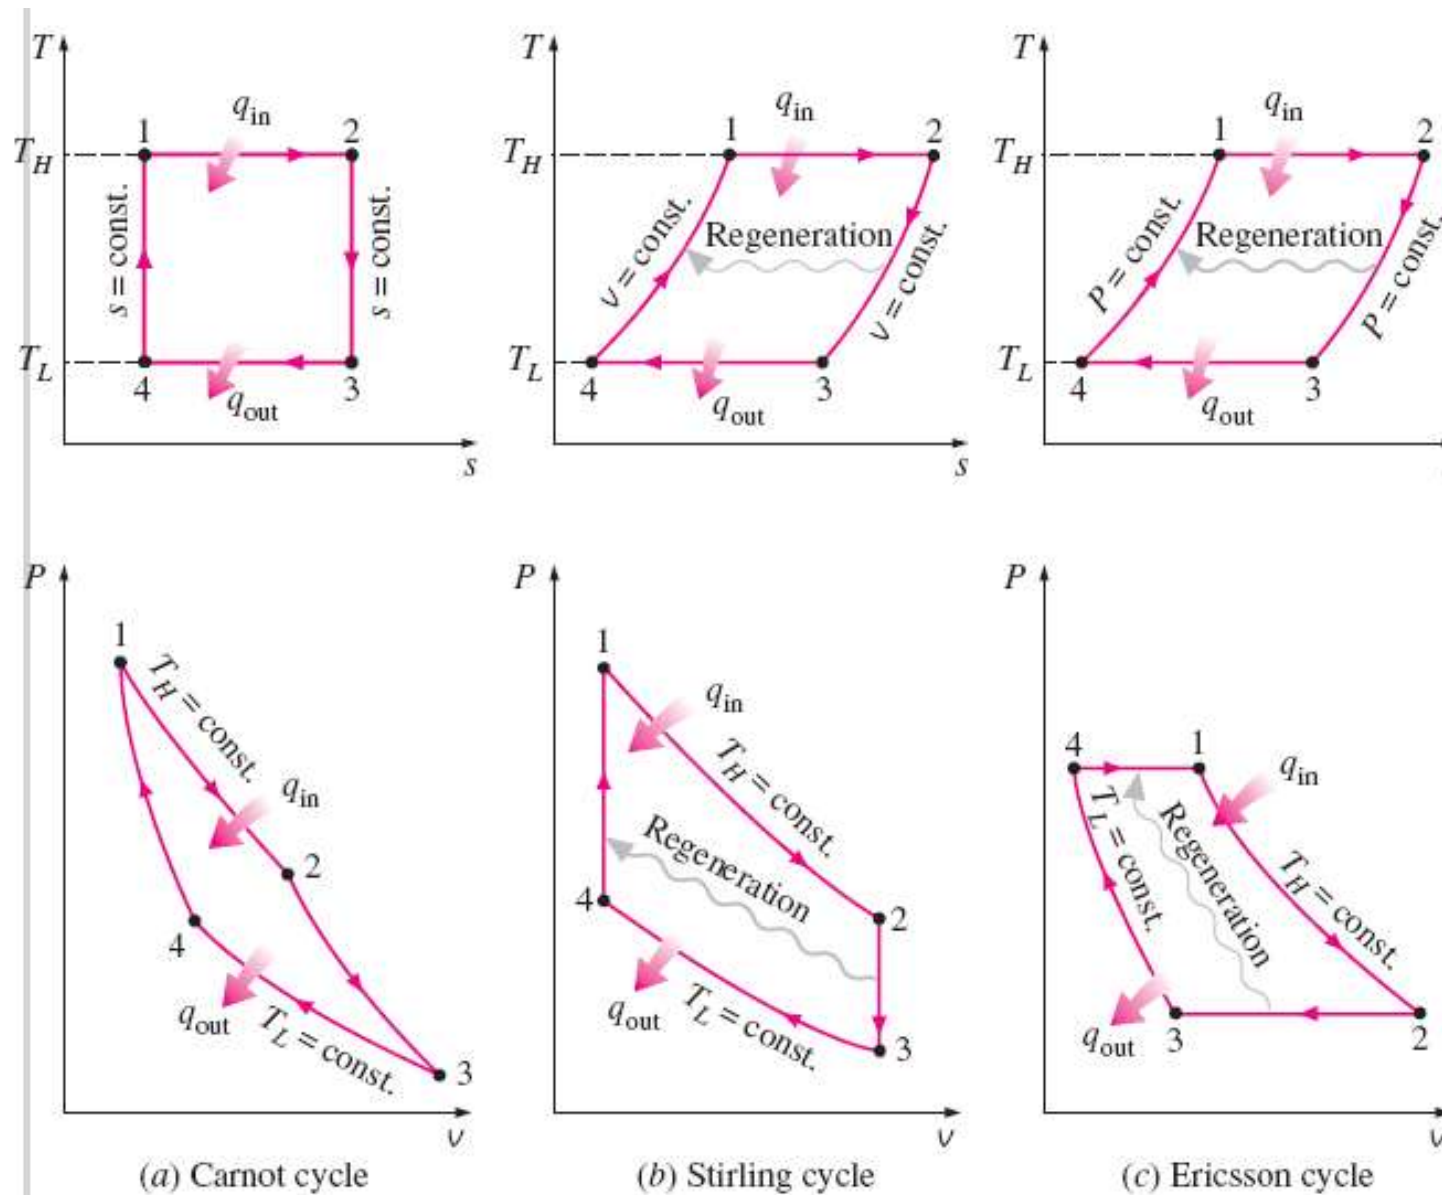 T
q_in
1
2
T_H
s = const.
s = const.
T_L
4
3
q_out
s
T
q_in
1
2
T_H
v = const.
Regeneration
v = const.
T_L
4
3
q_out
s
T
q_in
1
2
T_H
P = const.
Regeneration
P = const.
T_L
4
3
q_out
P
1
T_H = const.
q_in
2
4
q_out
T_L = const.
3
v
(a) Carnot cycle
P
1
q_in
T_H = const.
Regeneration
4
2
q_out
T_L = const.
3
v
(b) Stirling cycle
P
4
1
q_in
T_L = const.
Regeneration
T_H = const.
q_out
3
2
v
(c) Ericsson cycle